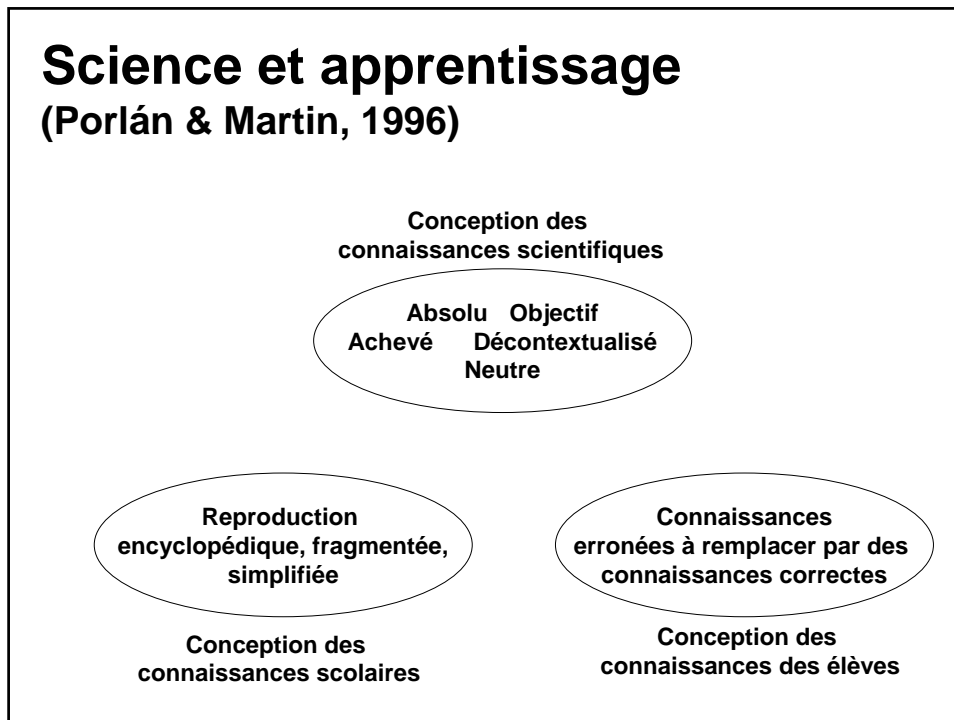 Science et apprentissage
(Porlán & Martin, 1996)
Conception des
connaissances scientifiques
Absolu Objectif
Achevé Décontextualisé
Neutre
Reproduction
encyclopédique, fragmentée,
simplifiée
Conception des
connaissances scolaires
Connaissances
erronées à remplacer par des
connaissances correctes
Conception des
connaissances des élèves